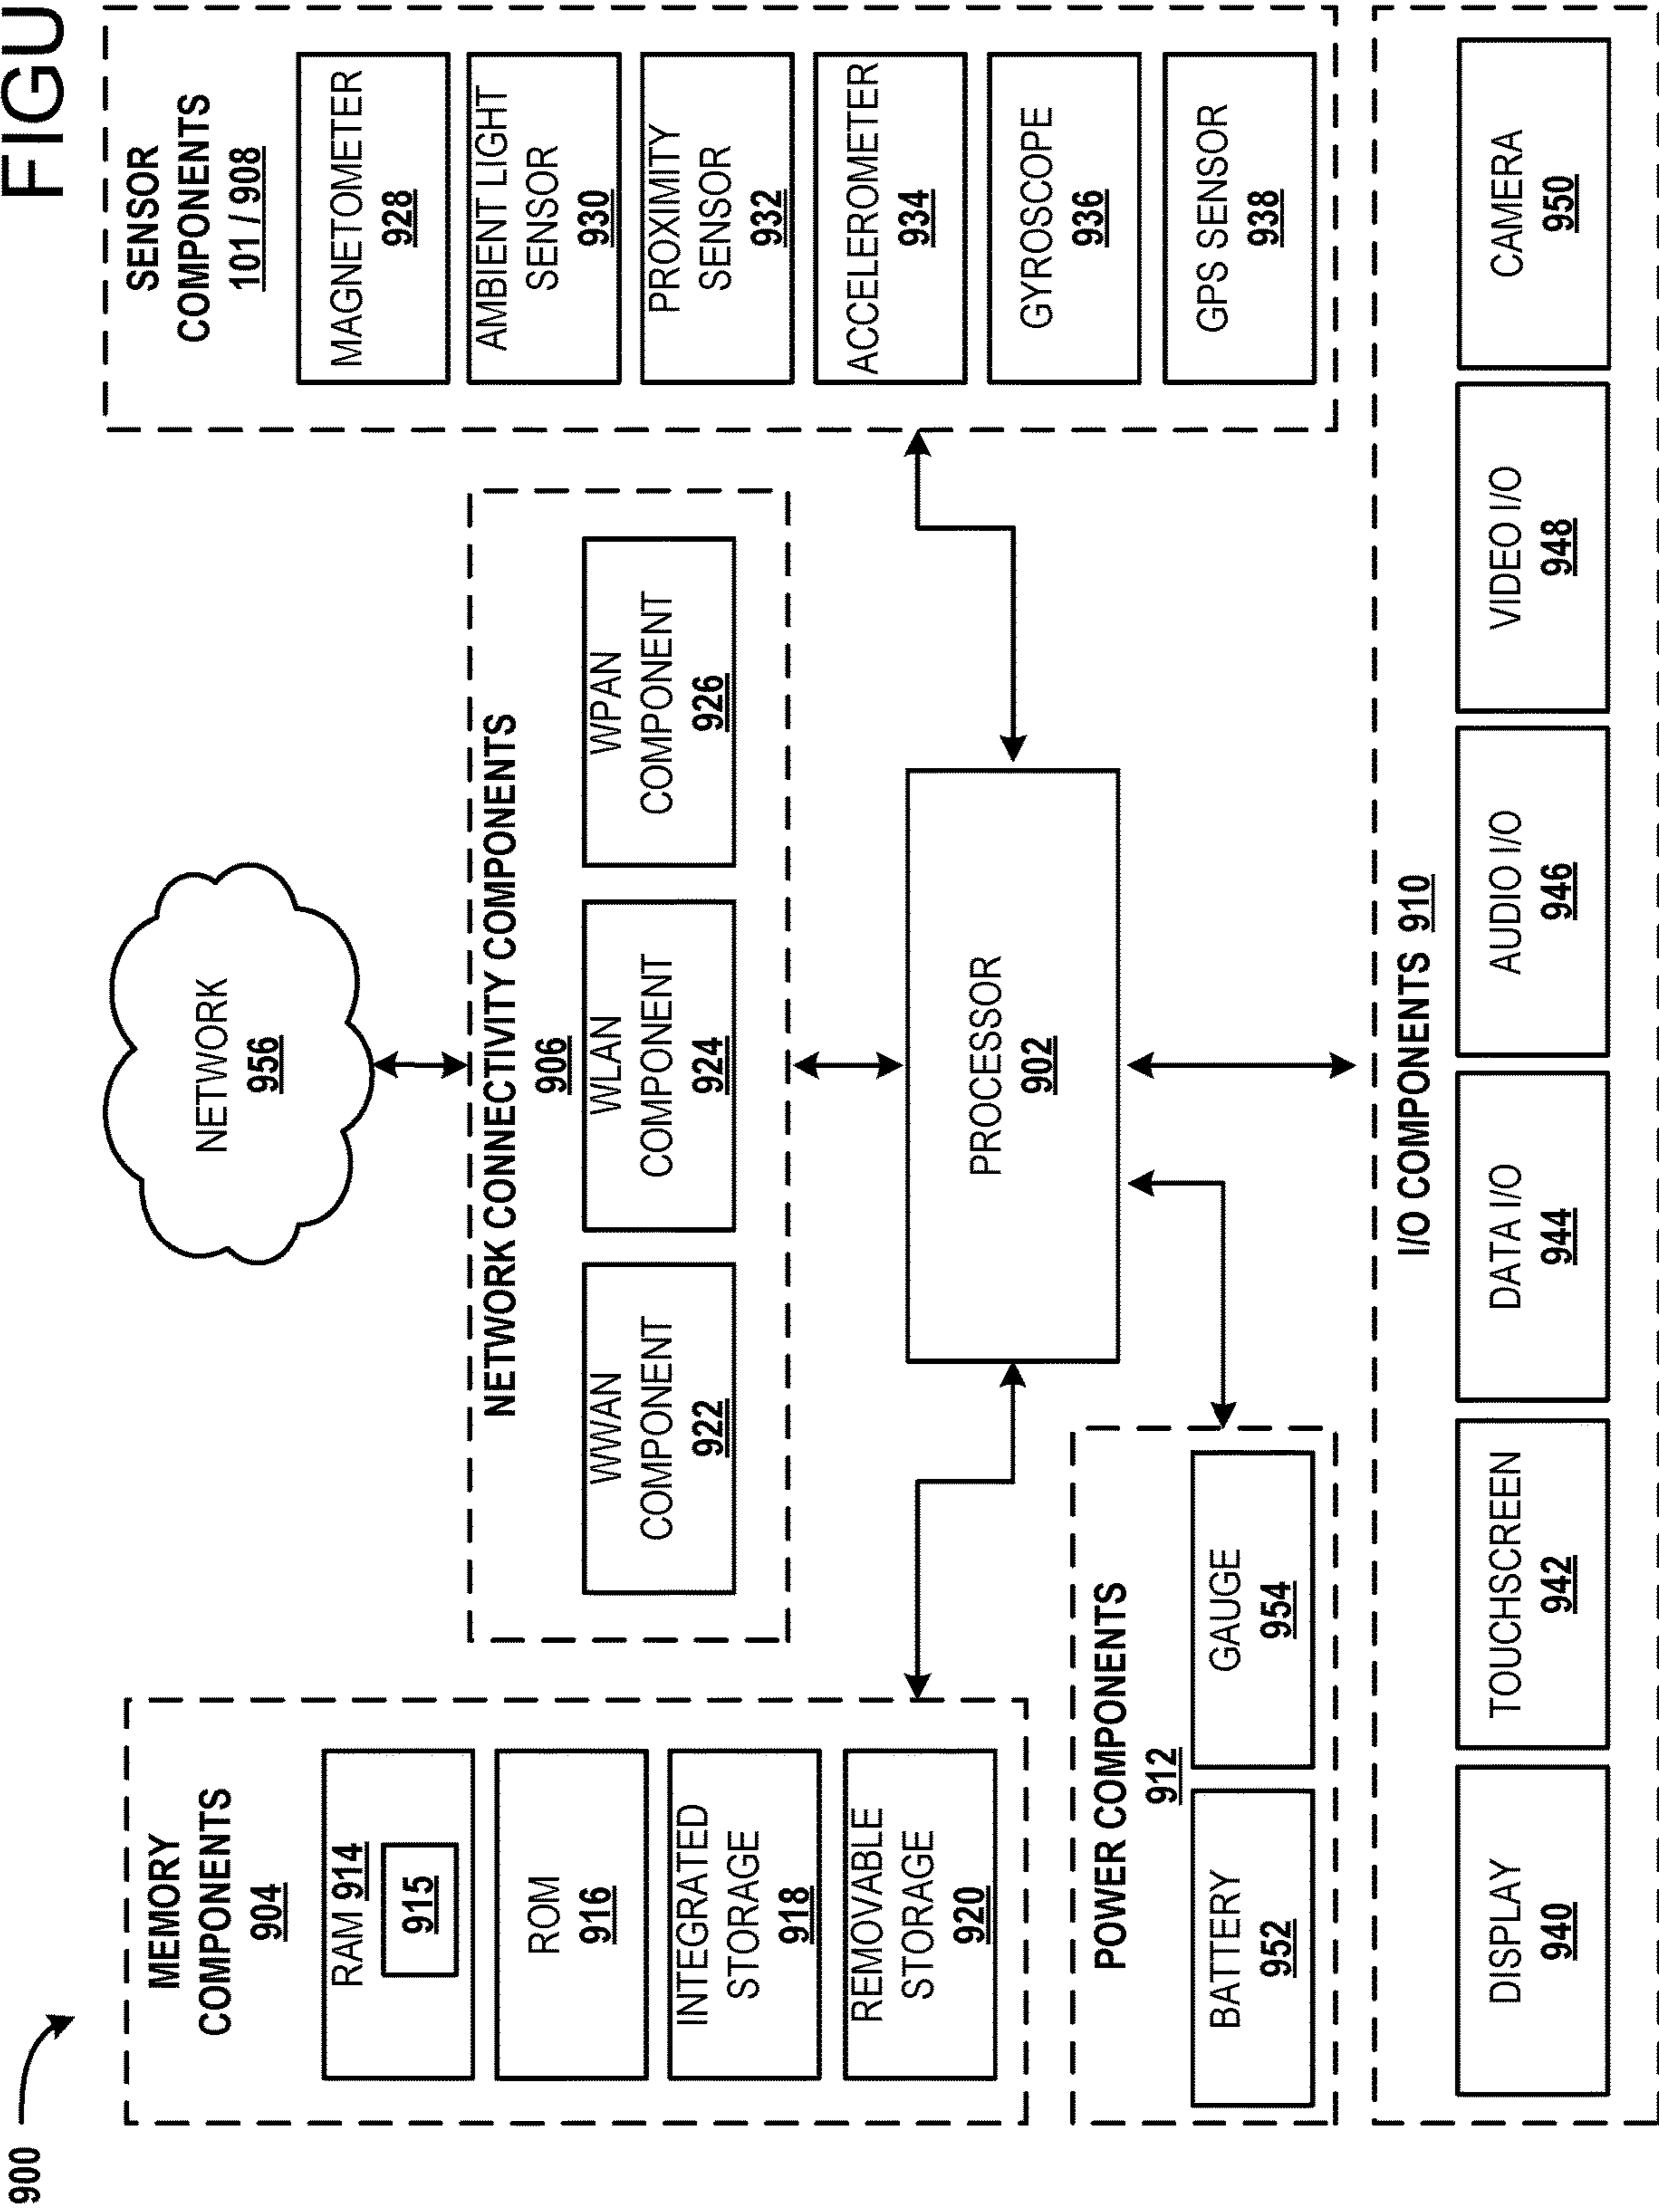 900
FIGU
MEMORY
COMPONENTS
904
RAM 914
915
ROM
916
INTEGRATED
STORAGE
918
REMOVABLE
STORAGE
920
NETWORK
956
NETWORK CONNECTIVITY COMPONENTS
906
WWAN
COMPONENT
922
WLAN
COMPONENT
924
WPAN
COMPONENT
926
SENSOR
COMPONENTS
101 / 908
MAGNETOMETER
928
AMBIENT LIGHT
SENSOR
930
PROXIMITY
SENSOR
932
ACCELEROMETER
934
GYROSCOPE
936
GPS SENSOR
938
PROCESSOR
902
POWER COMPONENTS
912
BATTERY
952
GAUGE
954
I/O COMPONENTS 910
DISPLAY
940
TOUCHSCREEN
942
DATA I/O
944
AUDIO I/O
946
VIDEO I/O
948
CAMERA
950